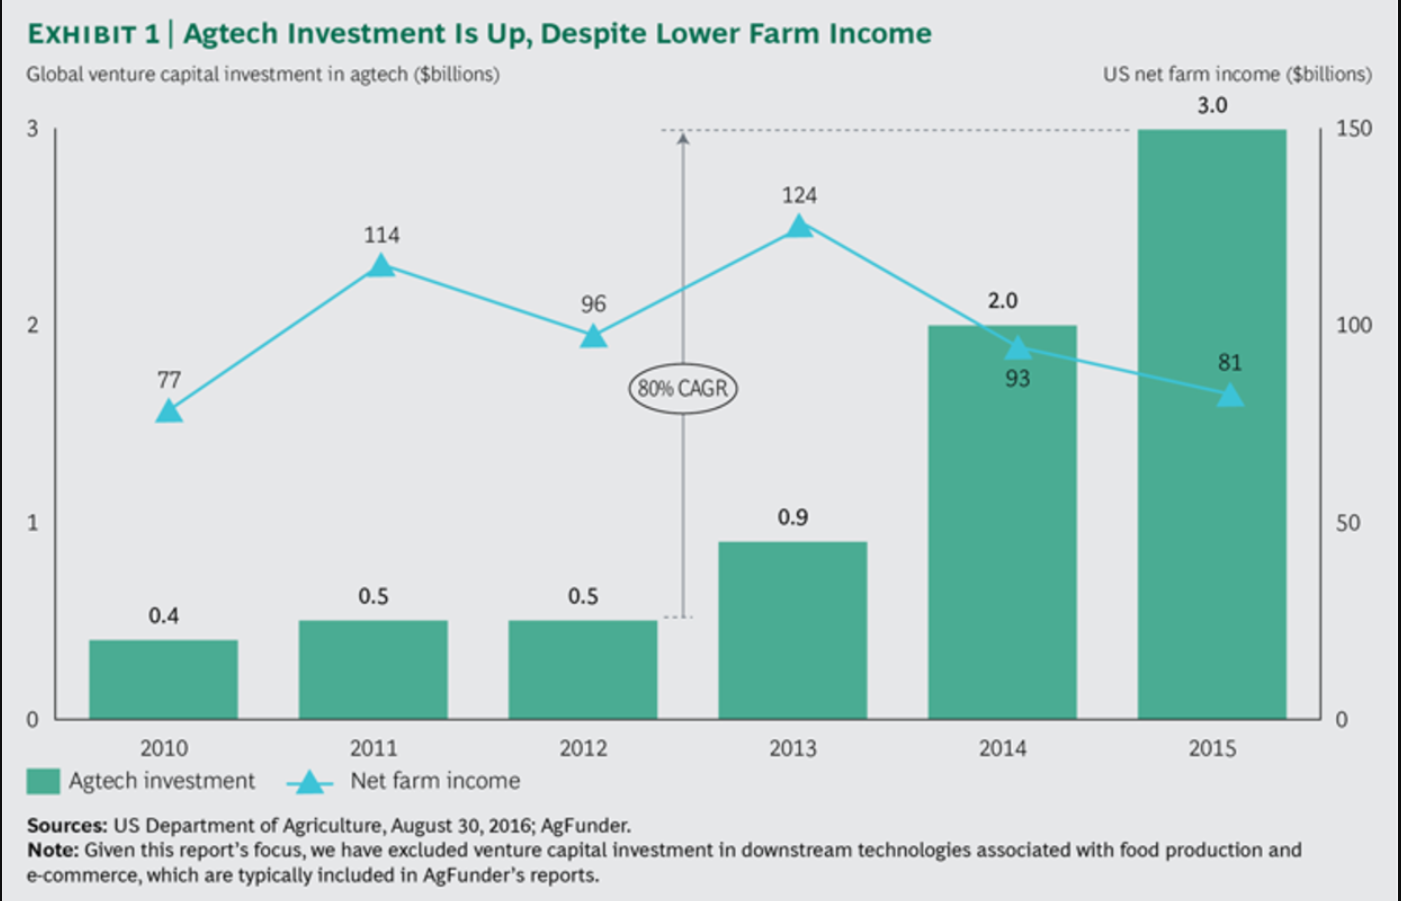 EXHIBIT 1 | Agtech Investment Is Up, Despite Lower Farm Income
Global venture capital investment in agtech ($billions)
US net farm income ($billions)
3.0
3
150
124
114
2.0
96
2
100
81
77
93
80% CAGR
0.9
1
50
0.5
0.5
0.4
0
0
2010
2011
2012
2013
2014
2015
Agtech investment
Net farm income
Sources: US Department of Agriculture, August 30, 2016; AgFunder.
Note: Given this report's focus, we have excluded venture capital investment in downstream technologies associated with food production and
e-commerce, which are typically included in AgFunder's reports.